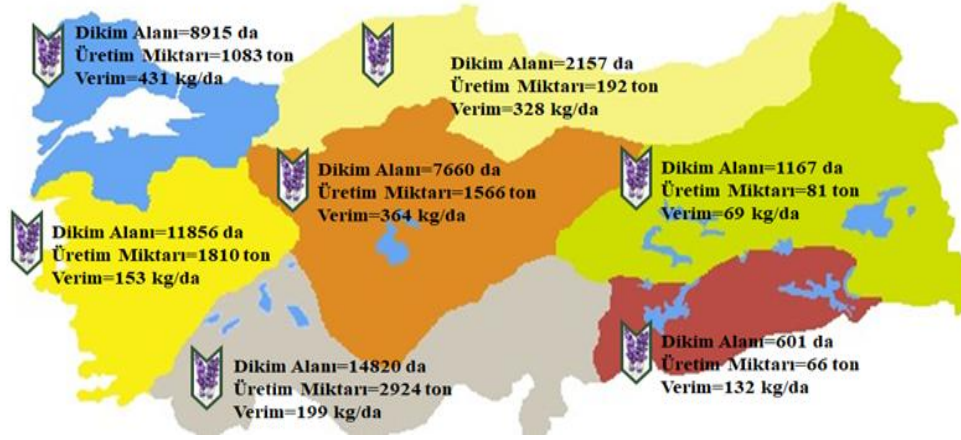 Dikim Alanı=8915 da
Üretim Miktarı=1083 ton
Verim=431 kg/da
Dikim Alanı=2157 da
Üretim Miktarı=192 ton
Verim=328 kg/da
Dikim Alanı=7660 da
Üretim Miktarı=1566 ton
Verim=364 kg/da
Dikim Alanı=1167 da
Üretim Miktarı=81 ton
Verim=69 kg/da
Dikim Alanı=11856 da
Üretim Miktarı=1810 ton
Verim=153 kg/da
Dikim Alanı=14820 da
Üretim Miktarı=2924 ton
Verim=199 kg/da
Dikim Alanı=601 da
Üretim Miktarı=66 ton
Verim=132 kg/da